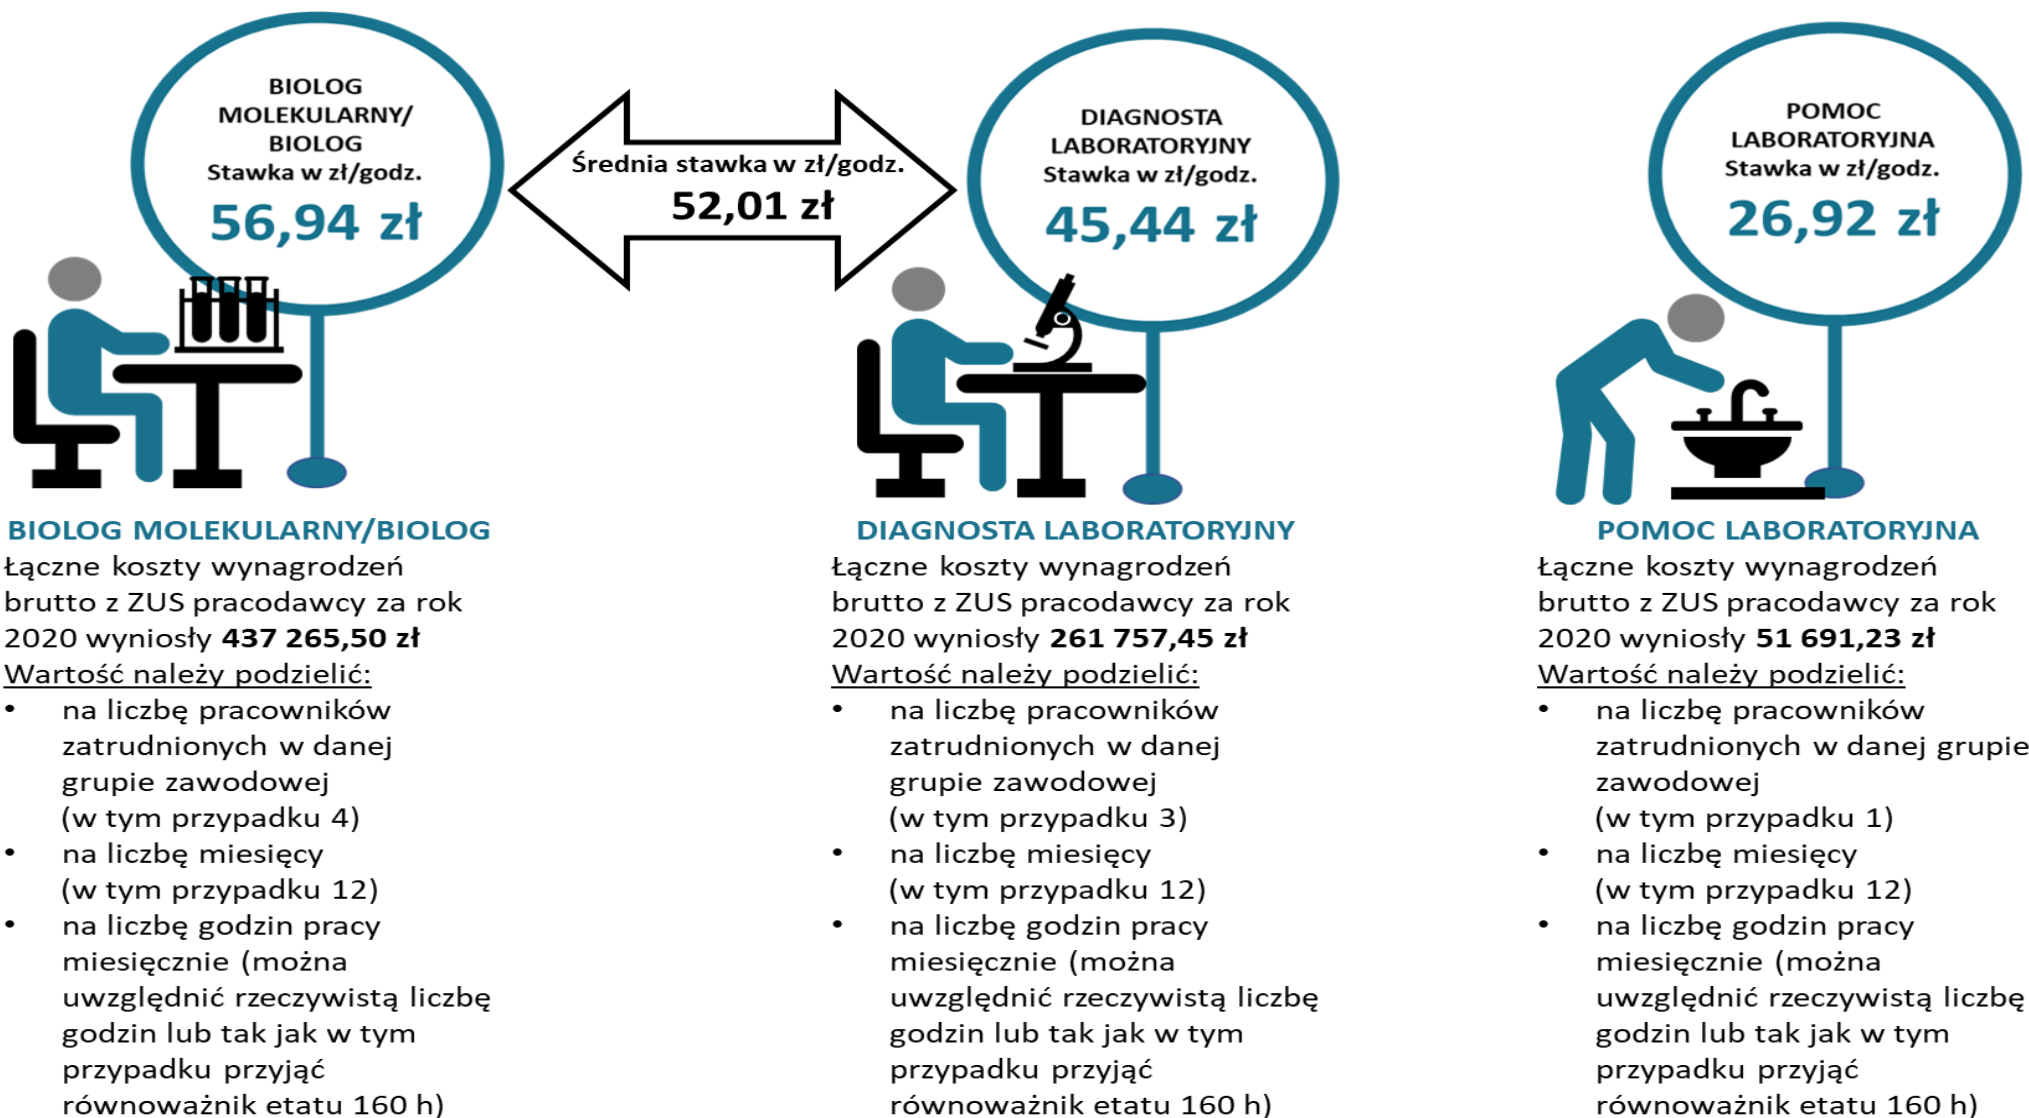 BIOLOG
MOLEKULARNY/
BIOLOG
Stawka w zł/godz.
56,94 zł
Średnia stawka w zł/godz.
52,01 zł
DIAGNOSTA
LABORATORYJNY
Stawka w zł/godz.
45,44 zł
POMOC
LABORATORYJNA
Stawka w zł/godz.
26,92 zł
BIOLOG MOLEKULARNY/BIOLOG
Łączne koszty wynagrodzeń
brutto z ZUS pracodawcy za rok
2020 wyniosły 437 265,50 zł
Wartość należy podzielić:
• na liczbę pracowników
zatrudnionych w danej
grupie zawodowej
(w tym przypadku 4)
• na liczbę miesięcy
(w tym przypadku 12)
• na liczbę godzin pracy
miesięcznie (można
uwzględnić rzeczywistą liczbę
godzin lub tak jak w tym
przypadku przyjąć
równoważnik etatu 160 h)
DIAGNOSTA LABORATORYJNY
Łączne koszty wynagrodzeń
brutto z ZUS pracodawcy za rok
2020 wyniosły 261 757,45 zł
Wartość należy podzielić:
• na liczbę pracowników
zatrudnionych w danej
grupie zawodowej
(w tym przypadku 3)
• na liczbę miesięcy
(w tym przypadku 12)
• na liczbę godzin pracy
miesięcznie (można
uwzględnić rzeczywistą liczbę
godzin lub tak jak w tym
przypadku przyjąć
równoważnik etatu 160 h)
POMOC LABORATORYJNA
Łączne koszty wynagrodzeń
brutto z ZUS pracodawcy za rok
2020 wyniosły 51 691,23 zł
Wartość należy podzielić:
• na liczbę pracowników
zatrudnionych w danej grupie
zawodowej
(w tym przypadku 1)
• na liczbę miesięcy
(w tym przypadku 12)
• na liczbę godzin pracy
miesięcznie (można
uwzględnić rzeczywistą liczbę
godzin lub tak jak w tym
przypadku przyjąć
równoważnik etatu 160 h)